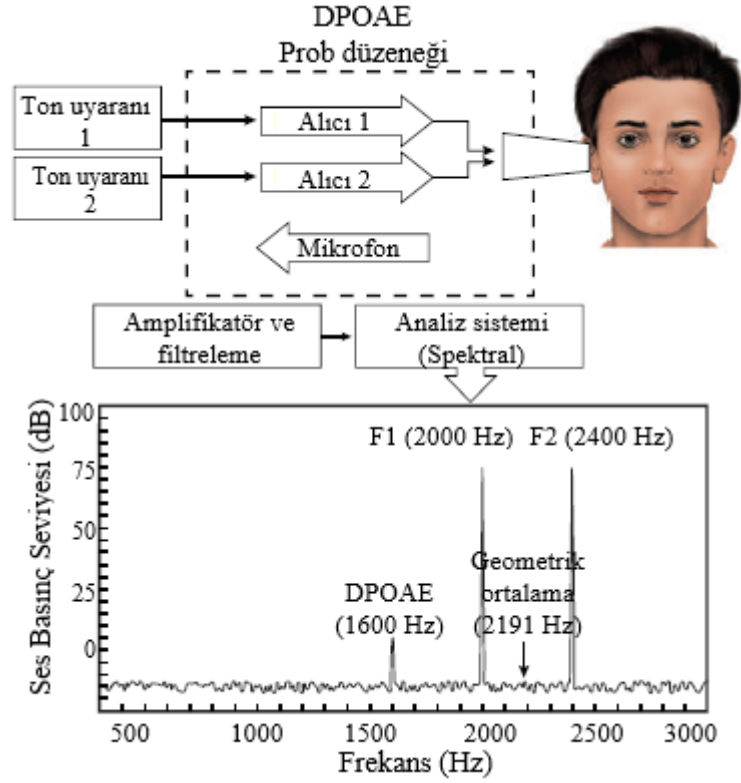 DPOAE
Prob düzeneği
Ton uyaranı
1
Alıcı 1
Ton uyaranı
2
Alıcı 2
Mikrofon
Amplifikatör ve
filtreleme
Analiz sistemi
(Spektral)
Ses Basınç Seviyesi (dB)
100
75
50
25
0
F1 (2000 Hz)
F2 (2400 Hz)
Geometrik
ortalama
(2191 Hz)
DPOAE
(1600 Hz)
500 1000 1500 2000 2500 3000
Frekans (Hz)